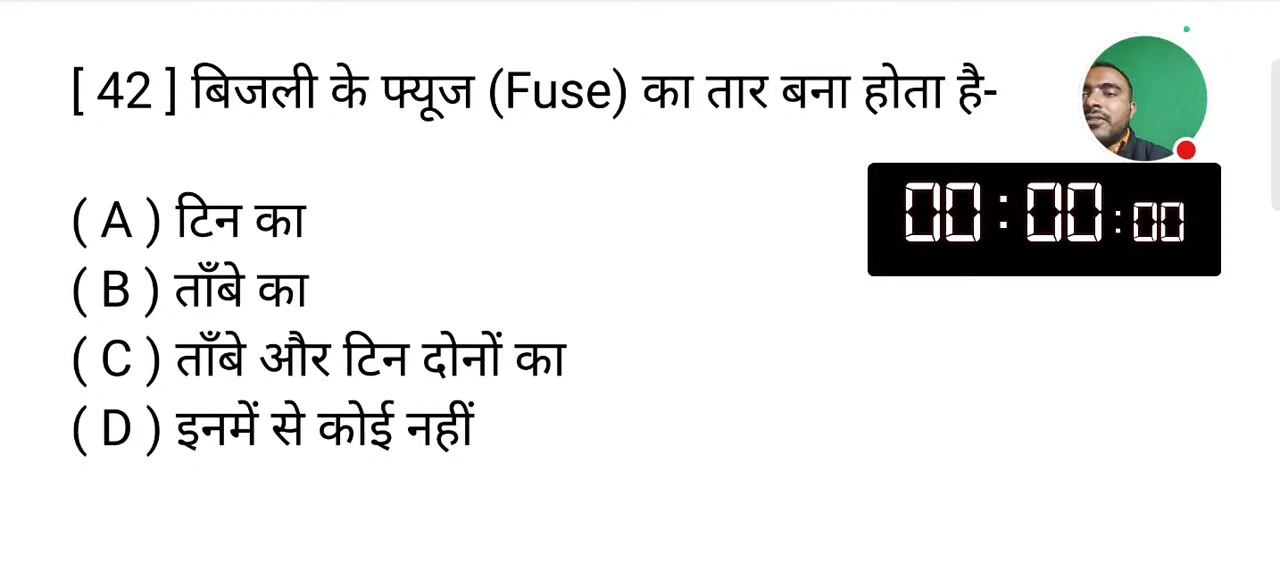 [ 42 ] बिजली के फ्यूज (Fuse) का तार बना होता है-
00:00:00
( A ) टिन का
( B ) ताँबे का
( C ) ताँबे और टिन दोनों का
( D ) इनमें से कोई नहीं